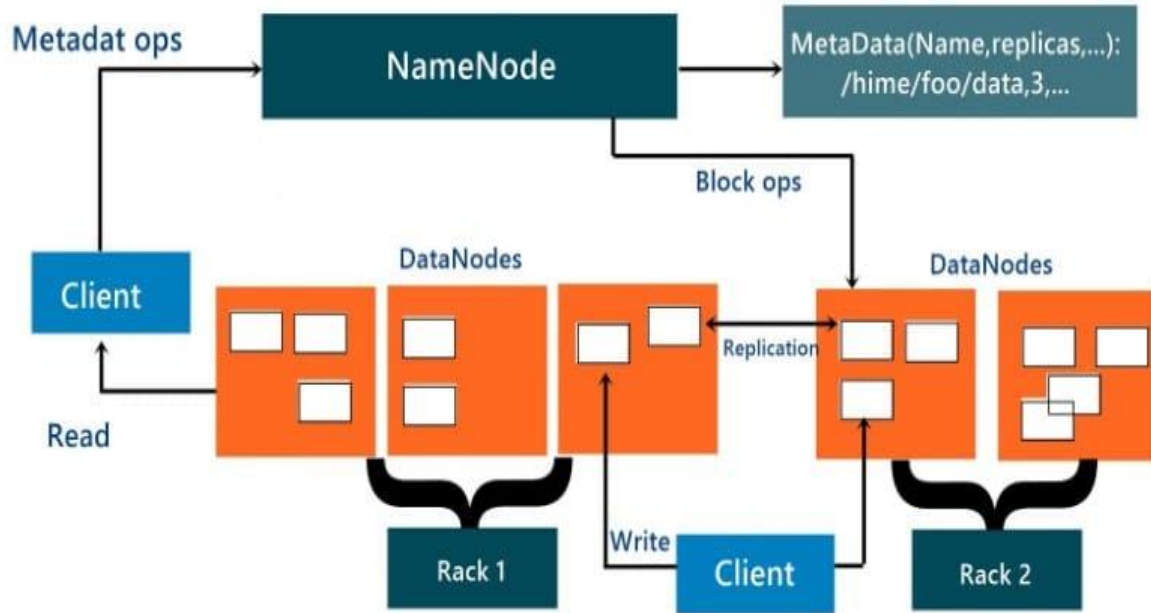 Metadat ops
NameNode
MetaData(Name,replicas,...):
/hime/foo/data,3,...
Block ops
Client
DataNodes
DataNodes
Replication
Read
Rack 1
Write
Client
Rack 2